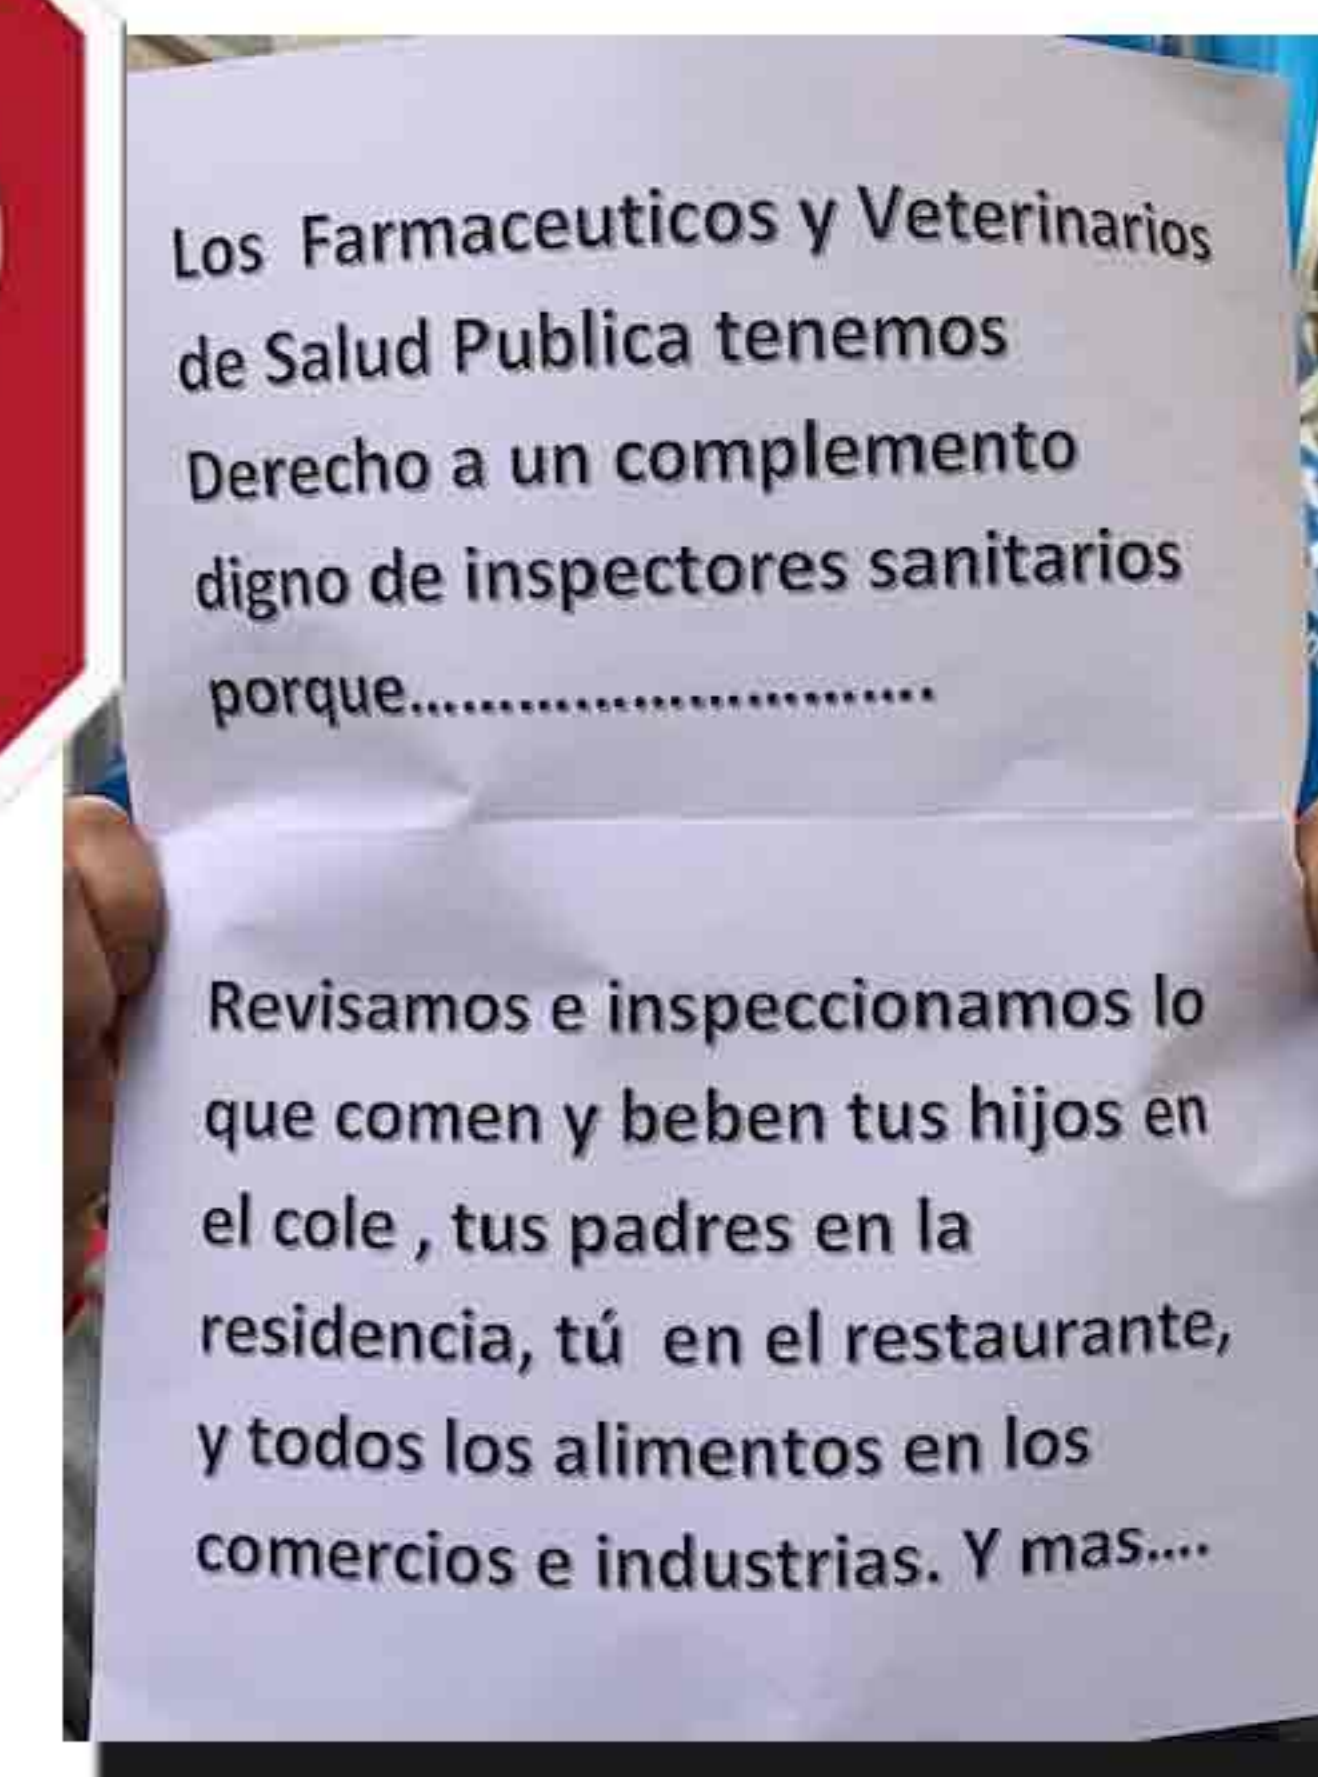 Los Farmaceuticos y Veterinarios
de Salud Publica tenemos
Derecho a un complemento
digno de inspectores sanitarios
porque............................
Revisamos e inspeccionamos lo
que comen y beben tus hijos en
el cole , tus padres en la
residencia, tú en el restaurante,
y todos los alimentos en los
comercios e industrias. Y mas....